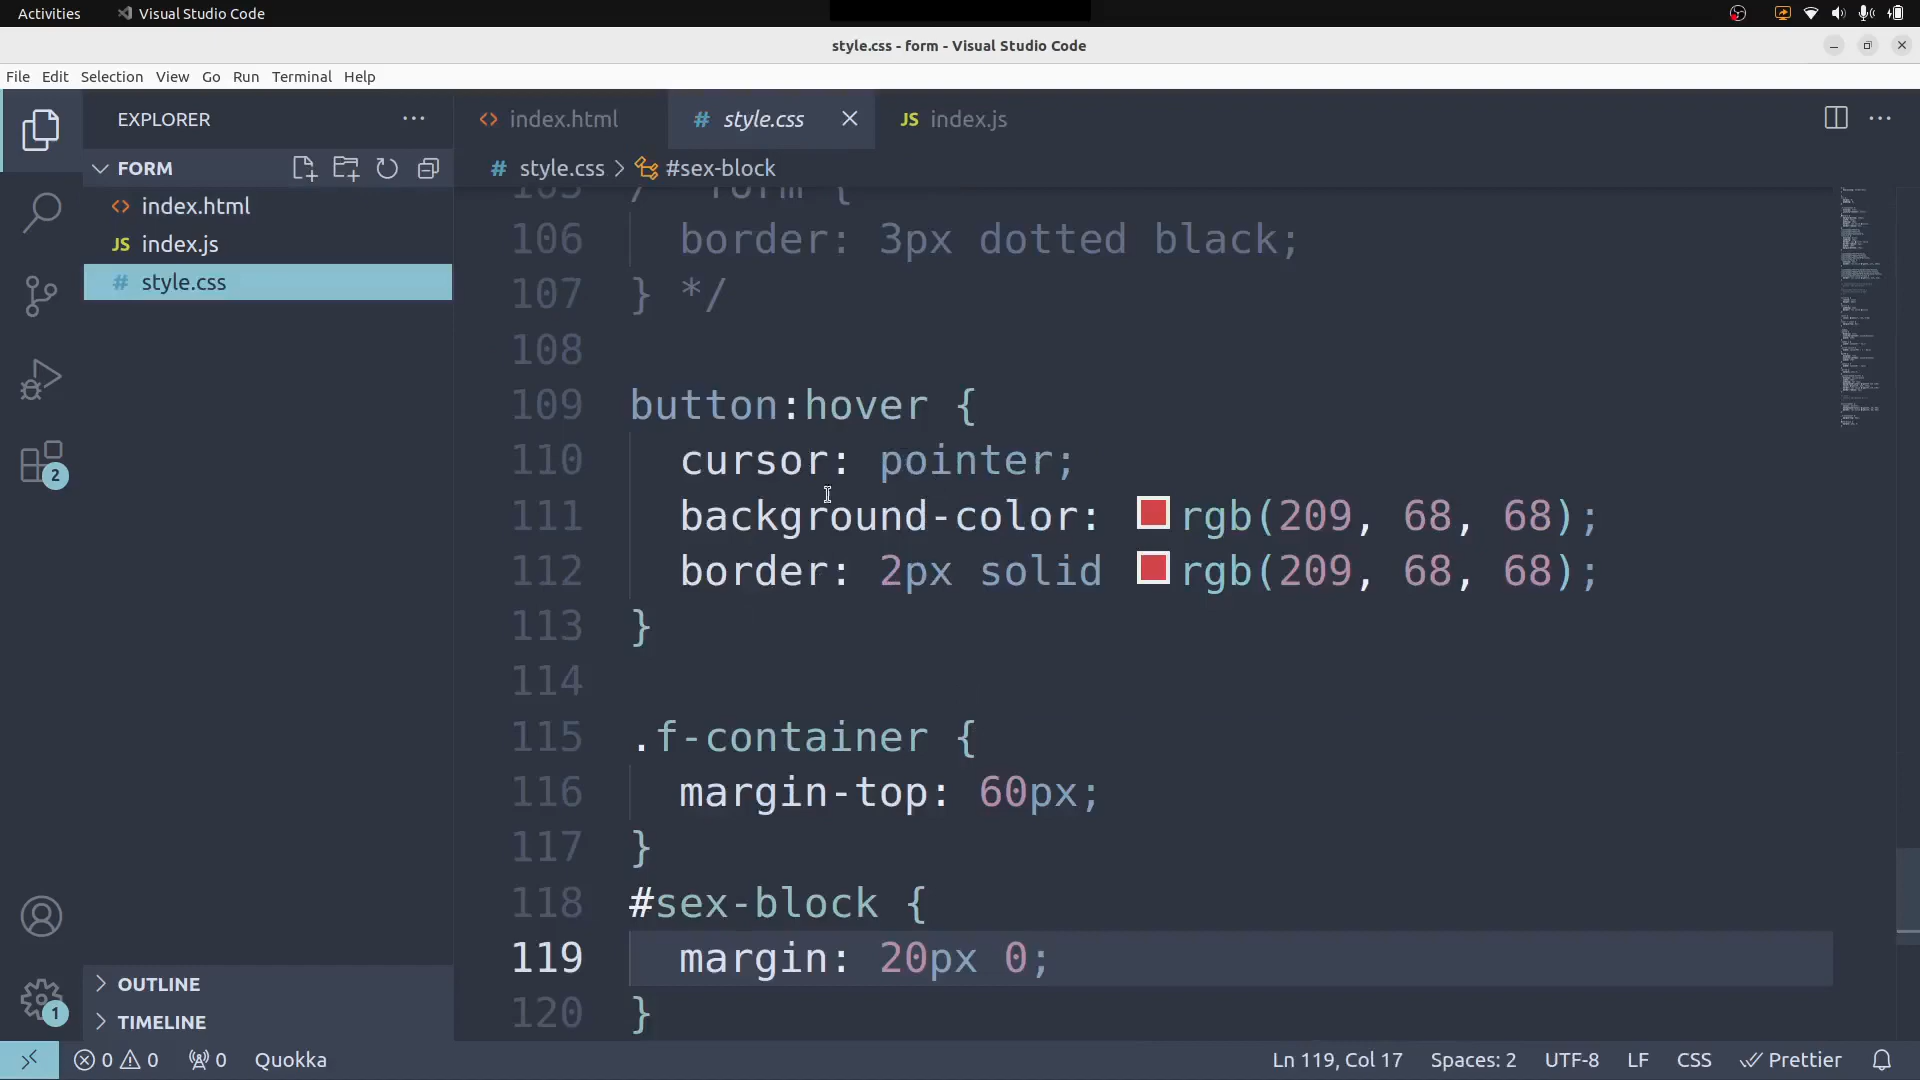 Activities
Visual Studio Code
style.css - form - Visual Studio Code
File Edit Selection View Go Run Terminal Help
EXPLORER
index.html
style.css
JS index.js
FORM
# style.css > #sex-block
index.html
JS index.js
# style.css
form {
106 border: 3px dotted black;
107 } */
108
109 button:hover {
110 cursor: pointer;
111 background-color: rgb(209, 68, 68);
112 border: 2px solid rgb(209, 68, 68);
113 }
114
115 .f-container {
116 margin-top: 60px;
117 }
118 #sex-block {
119 margin: 20px 0;
120 }
2
1
OUTLINE
TIMELINE
0 0 0 Quokka
Ln 119, Col 17 Spaces: 2 UTF-8 LF CSS Prettier